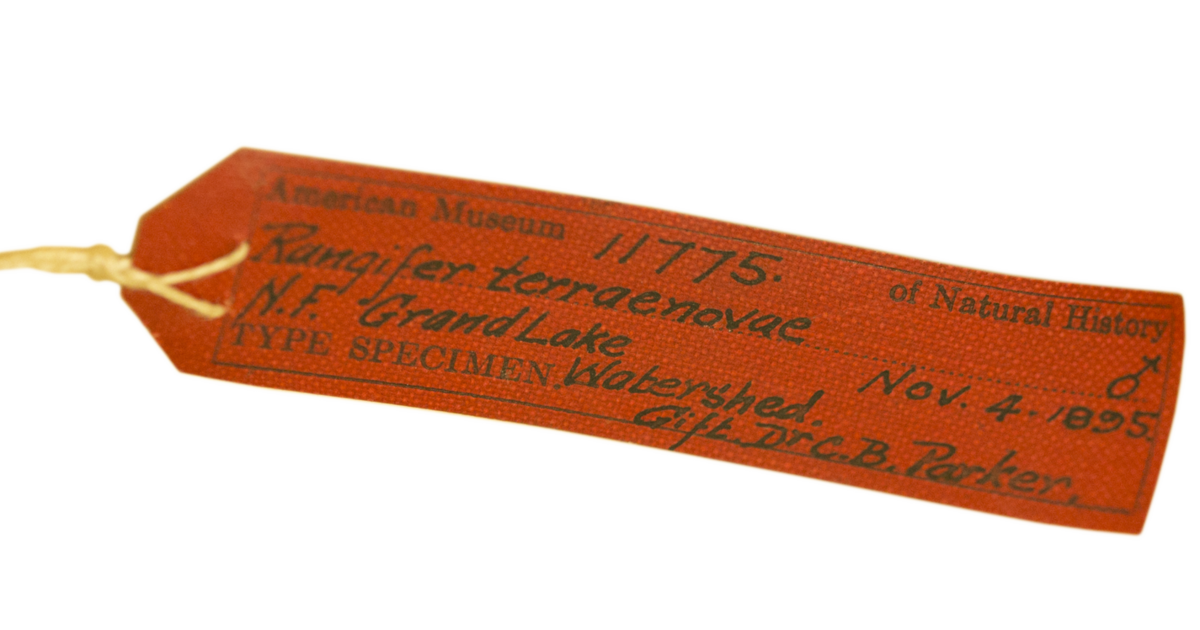 American Museum 11775. of Natural History
Rangifer terraenovae ♂
N.F. Grand Lake Nov. 4. 1895.
TYPE SPECIMEN. Watershed.
Gift. Dr C.B. Parker.